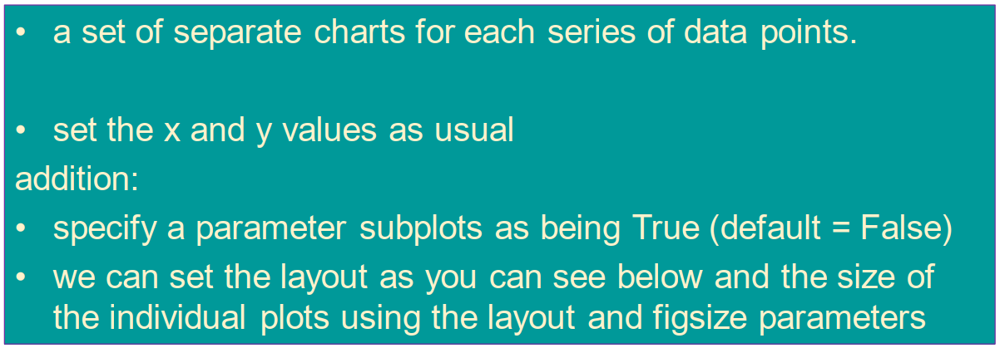 • a set of separate charts for each series of data points.
• set the x and y values as usual
addition:
• specify a parameter subplots as being True (default = False)
• we can set the layout as you can see below and the size of
the individual plots using the layout and figsize parameters